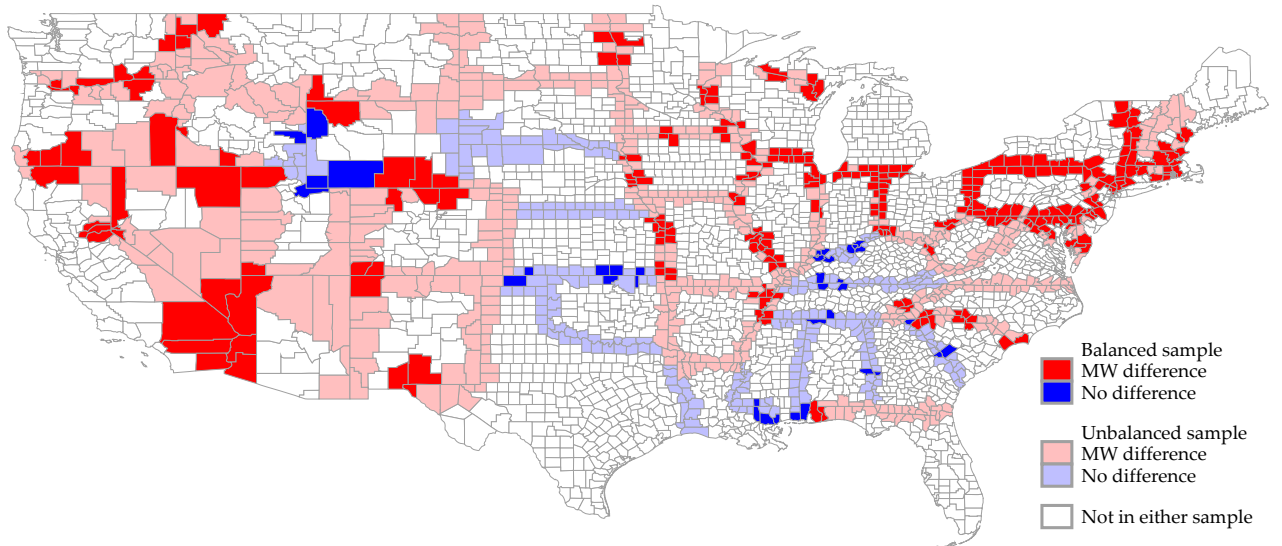 Balanced sample
MW difference
No difference
Unbalanced sample
MW difference
No difference
Not in either sample